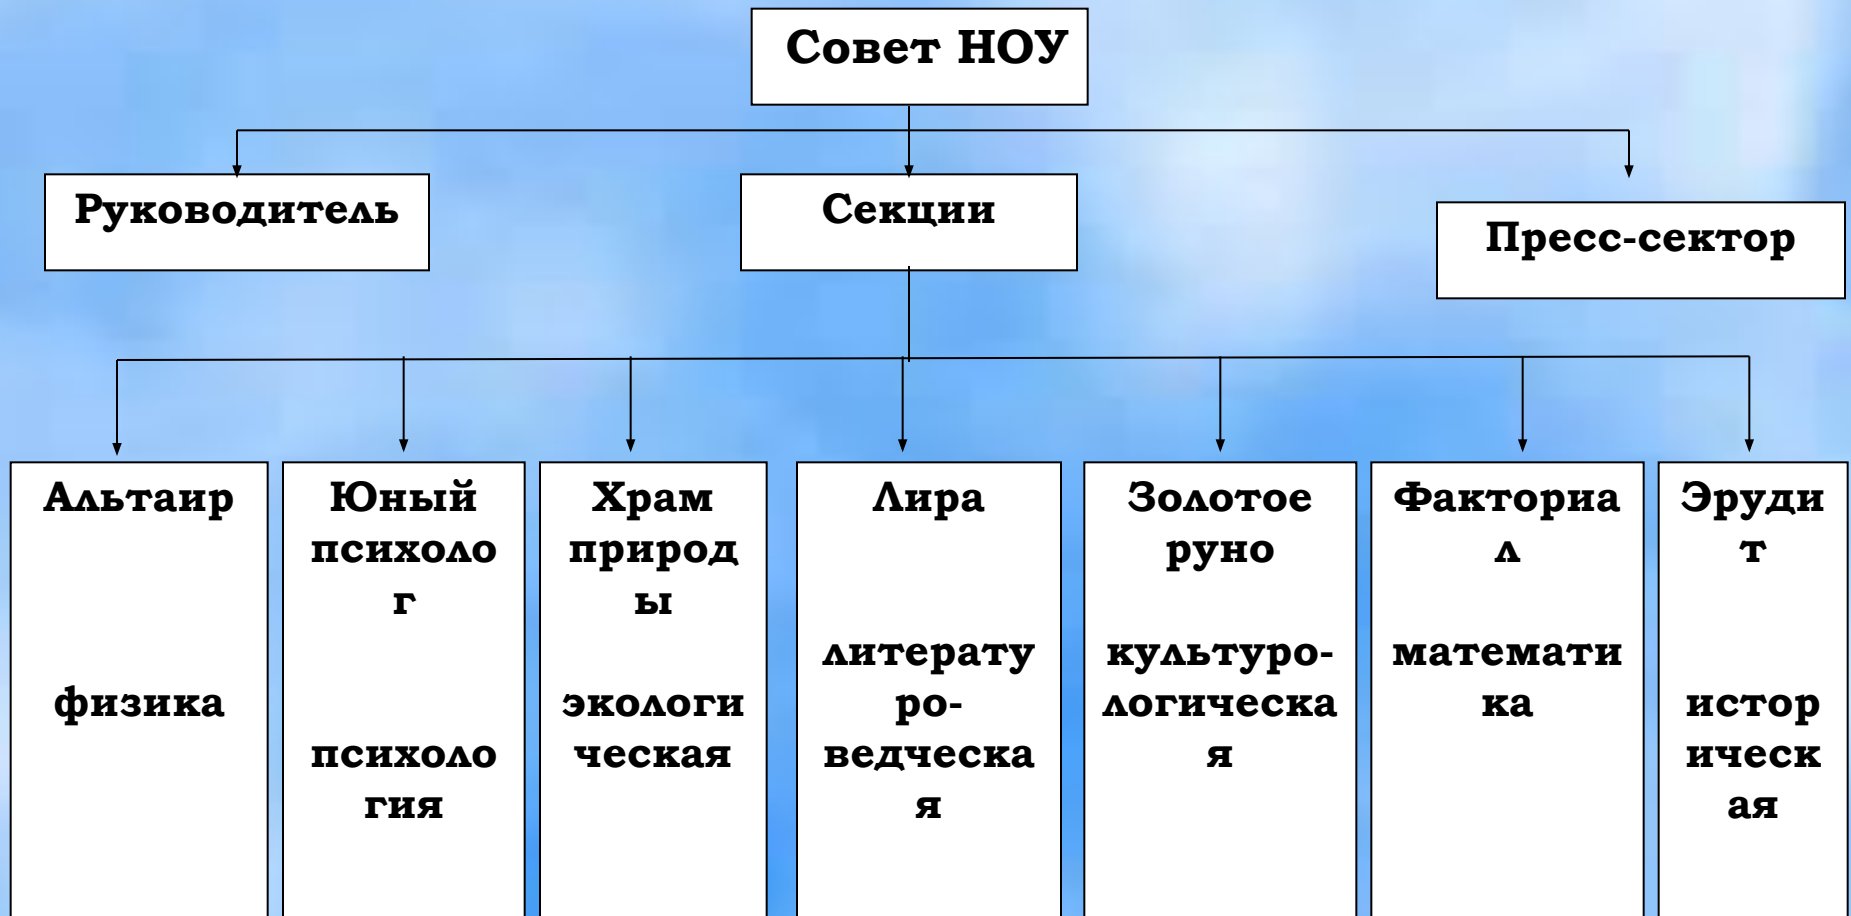 Совет НОУ
Руководитель
Секции
Пресс-сектор
Альтаир
физика
Юный
психоло
г
психоло
гия
Храм
природ
ы
экологи
ческая
Лира
литерату
ро-
ведческа
я
Золотое
руно
культуро-
логическа
я
Факториа
л
математи
ка
Эруди
т
истор
ическ
ая